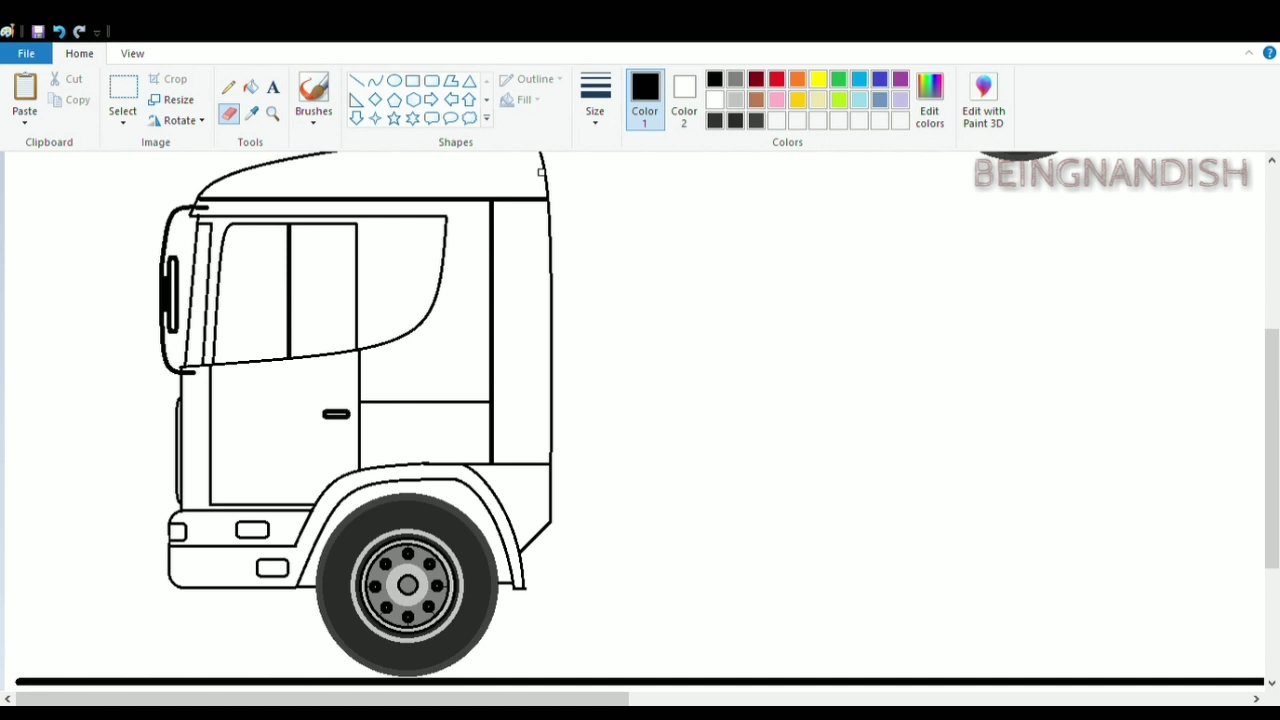 File Home View
Paste
Cut
Copy
Clipboard
Select
Crop
Resize
Rotate
Image
A
Tools
Brushes
Outline
Fill
Shapes
Size
Color
1
Color
2
Edit
colors
Colors
Edit with
Paint 3D
?
BEINGNANDISH